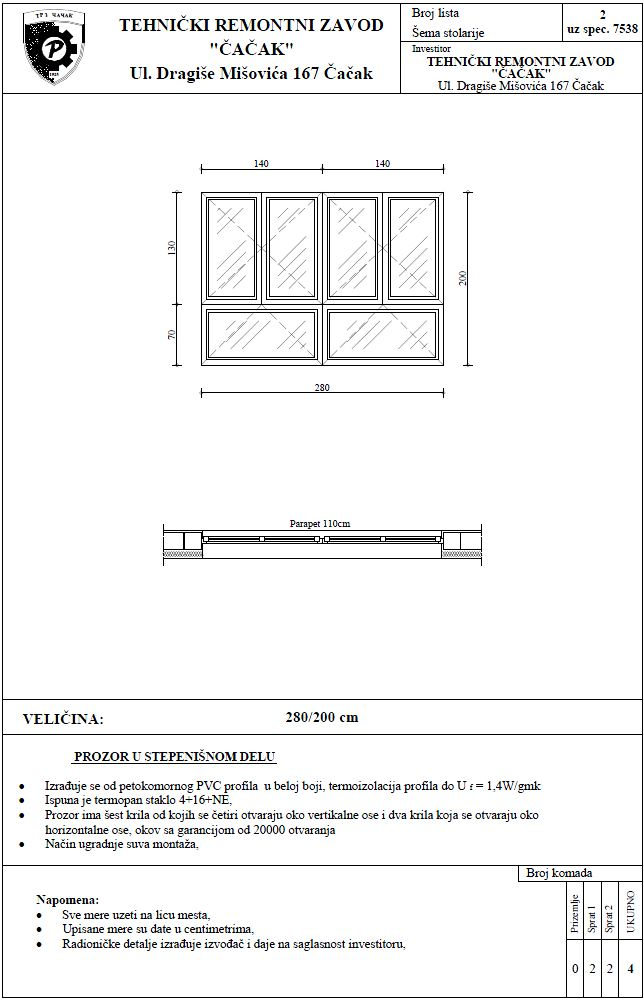 ТРЗ ЧАЧАК
TEHNIČKI REMONTNI ZAVOD
"ČAČAK"
Ul. Dragiše Mišovića 167 Čačak
Broj lista
Šema stolarije
2
uz spec. 7538
Investitor
TEHNIČKI REMONTNI ZAVOD
"ČAČAK"
Ul. Dragiše Mišovića 167 Čačak
140
140
130
200
70
280
Parapet 110cm
VELIČINA:
280/200 cm
PROZOR U STEPENIŠNOM DELU
• Izrađuje se od petokomornog PVC profila u beloj boji, termoizolacija profila do U f = 1,4W/gmk
• Ispuna je termopan staklo 4+16+NE,
• Prozor ima šest krila od kojih se četiri otvaraju oko vertikalne ose i dva krila koja se otvaraju oko
horizontalne ose, okov sa garancijom od 20000 otvaranja
• Način ugradnje suva montaža,
Broj komada
Napomena:
• Sve mere uzeti na licu mesta,
• Upisane mere su date u centimetrima,
• Radioničke detalje izrađuje izvođač i daje na saglasnost investitoru,
Prizemlje
Sprat 1
Sprat 2
UKUPNO
0 2 2 4